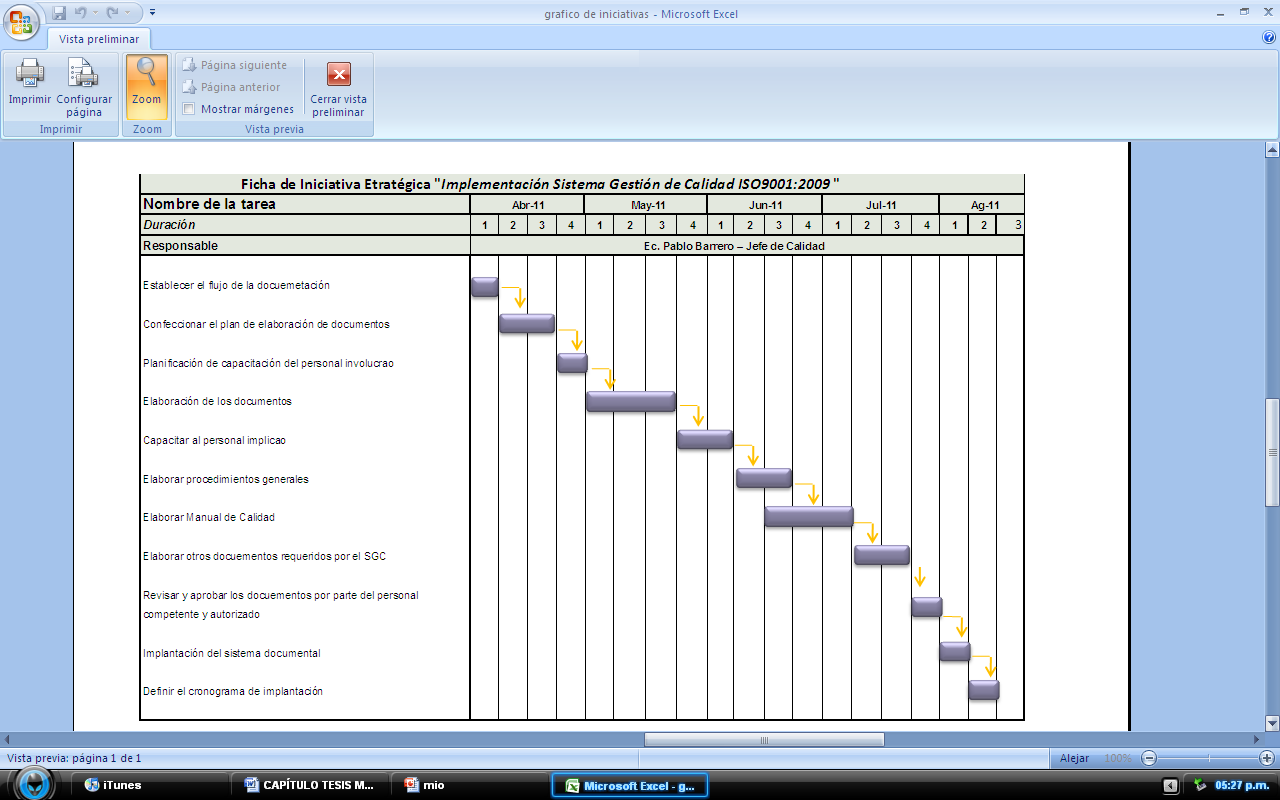 grafico de iniciativas - Microsoft Excel
Vista preliminar
Imprimir
Configurar página
Zoom
Página siguiente
Página anterior
Mostrar márgenes
Cerrar vista preliminar
Imprimir
Zoom
Vista previa
Ficha de Iniciativa Etratégica "Implementación Sistema Gestión de Calidad ISO9001:2009 "
Nombre de la tarea Abr-11 May-11 Jun-11 Jul-11 Ag-11
Duración 1 2 3 4 1 2 3 4 1 2 3 4 1 2 3 4 1 2 3
Responsable Ec. Pablo Barrero – Jefe de Calidad
Establecer el flujo de la docuemetación
Confeccionar el plan de elaboración de documentos
Planificación de capacitación del personal involucrao
Elaboración de los documentos
Capacitar al personal implicao
Elaborar procedimientos generales
Elaborar Manual de Calidad
Elaborar otros docuementos requeridos por el SGC
Revisar y aprobar los docuementos por parte del personal
competente y autorizado
Implantación del sistema documental
Definir el cronograma de implantación
Vista previa: página 1 de 1
Alejar 100%
iTunes
CAPÍTULO TESIS M...
mio
Microsoft Excel - g...
05:27 p.m.